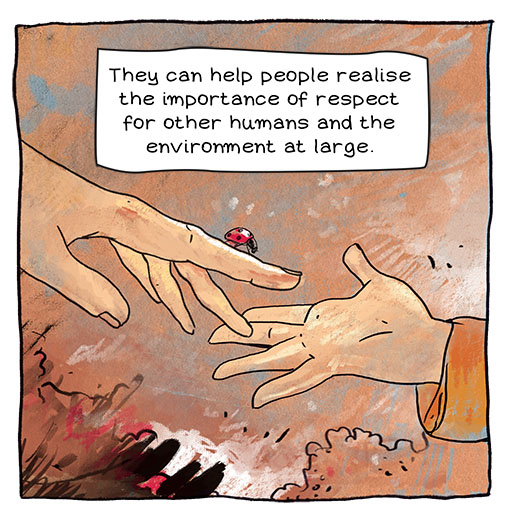 They can help people realise
the importance of respect
for other humans and the
environment at large.